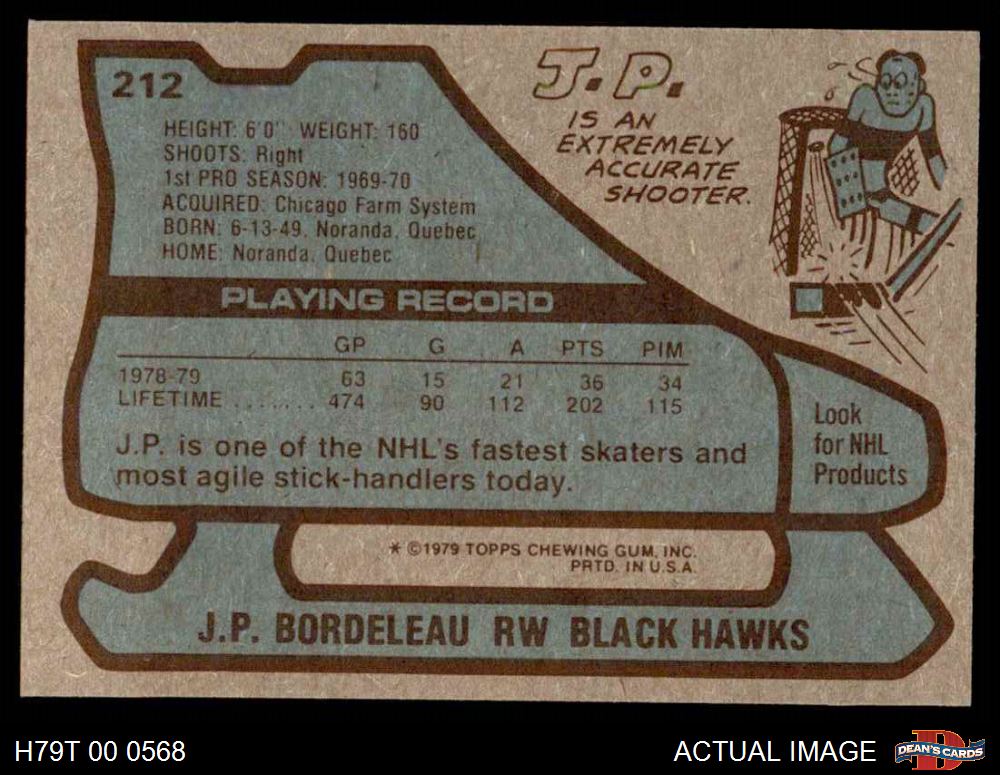 212
HEIGHT: 6'0" WEIGHT: 160
SHOOTS: Right
1st PRO SEASON: 1969-70
ACQUIRED: Chicago Farm System
BORN: 6-13-49, Noranda, Quebec
HOME: Noranda, Quebec
J.P.
IS AN
EXTREMELY
ACCURATE
SHOOTER.
PLAYING RECORD
GP G A PTS PIM
1978-79 63 15 21 36 34
LIFETIME ........ 474 90 112 202 115
J.P. is one of the NHL's fastest skaters and
most agile stick-handlers today.
Look
for NHL
Products
* ©1979 TOPPS CHEWING GUM, INC.
PRTD. IN U.S.A.
J.P. BORDELEAU RW BLACK HAWKS
H79T 00 0568
ACTUAL IMAGE
DEAN'S CARDS